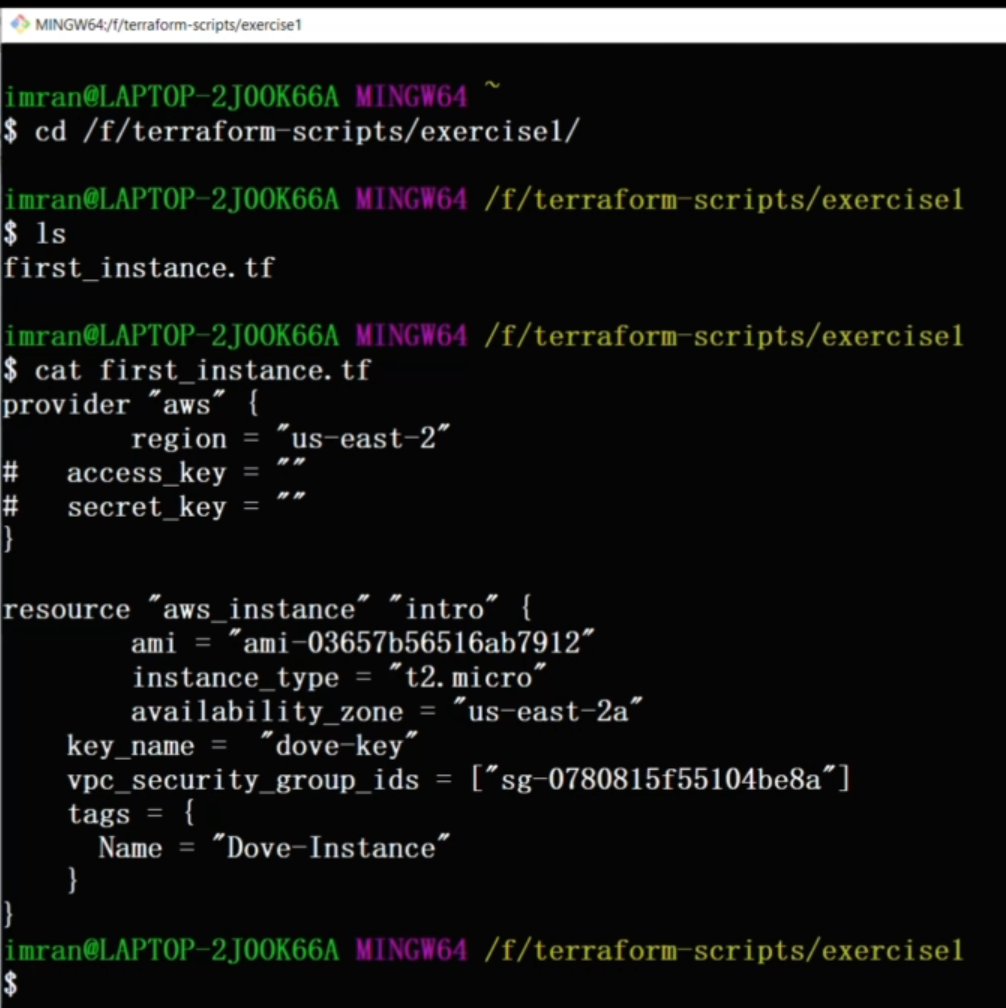 MINGW64:/f/terraform-scripts/exercise1
imran@LAPTOP-2JOOK66A MINGW64 ~
$ cd /f/terraform-scripts/exercise1/
imran@LAPTOP-2JOOK66A MINGW64 /f/terraform-scripts/exercise1
$ ls
first_instance.tf
imran@LAPTOP-2JOOK66A MINGW64 /f/terraform-scripts/exercise1
$ cat first_instance.tf
provider "aws" {
        region = "us-east-2"
#   access_key = ""
#   secret_key = ""
}
resource "aws_instance" "intro" {
        ami = "ami-03657b56516ab7912"
        instance_type = "t2.micro"
        availability_zone = "us-east-2a"
    key_name =  "dove-key"
    vpc_security_group_ids = ["sg-0780815f55104be8a"]
    tags = {
      Name = "Dove-Instance"
    }
}
imran@LAPTOP-2JOOK66A MINGW64 /f/terraform-scripts/exercise1
$